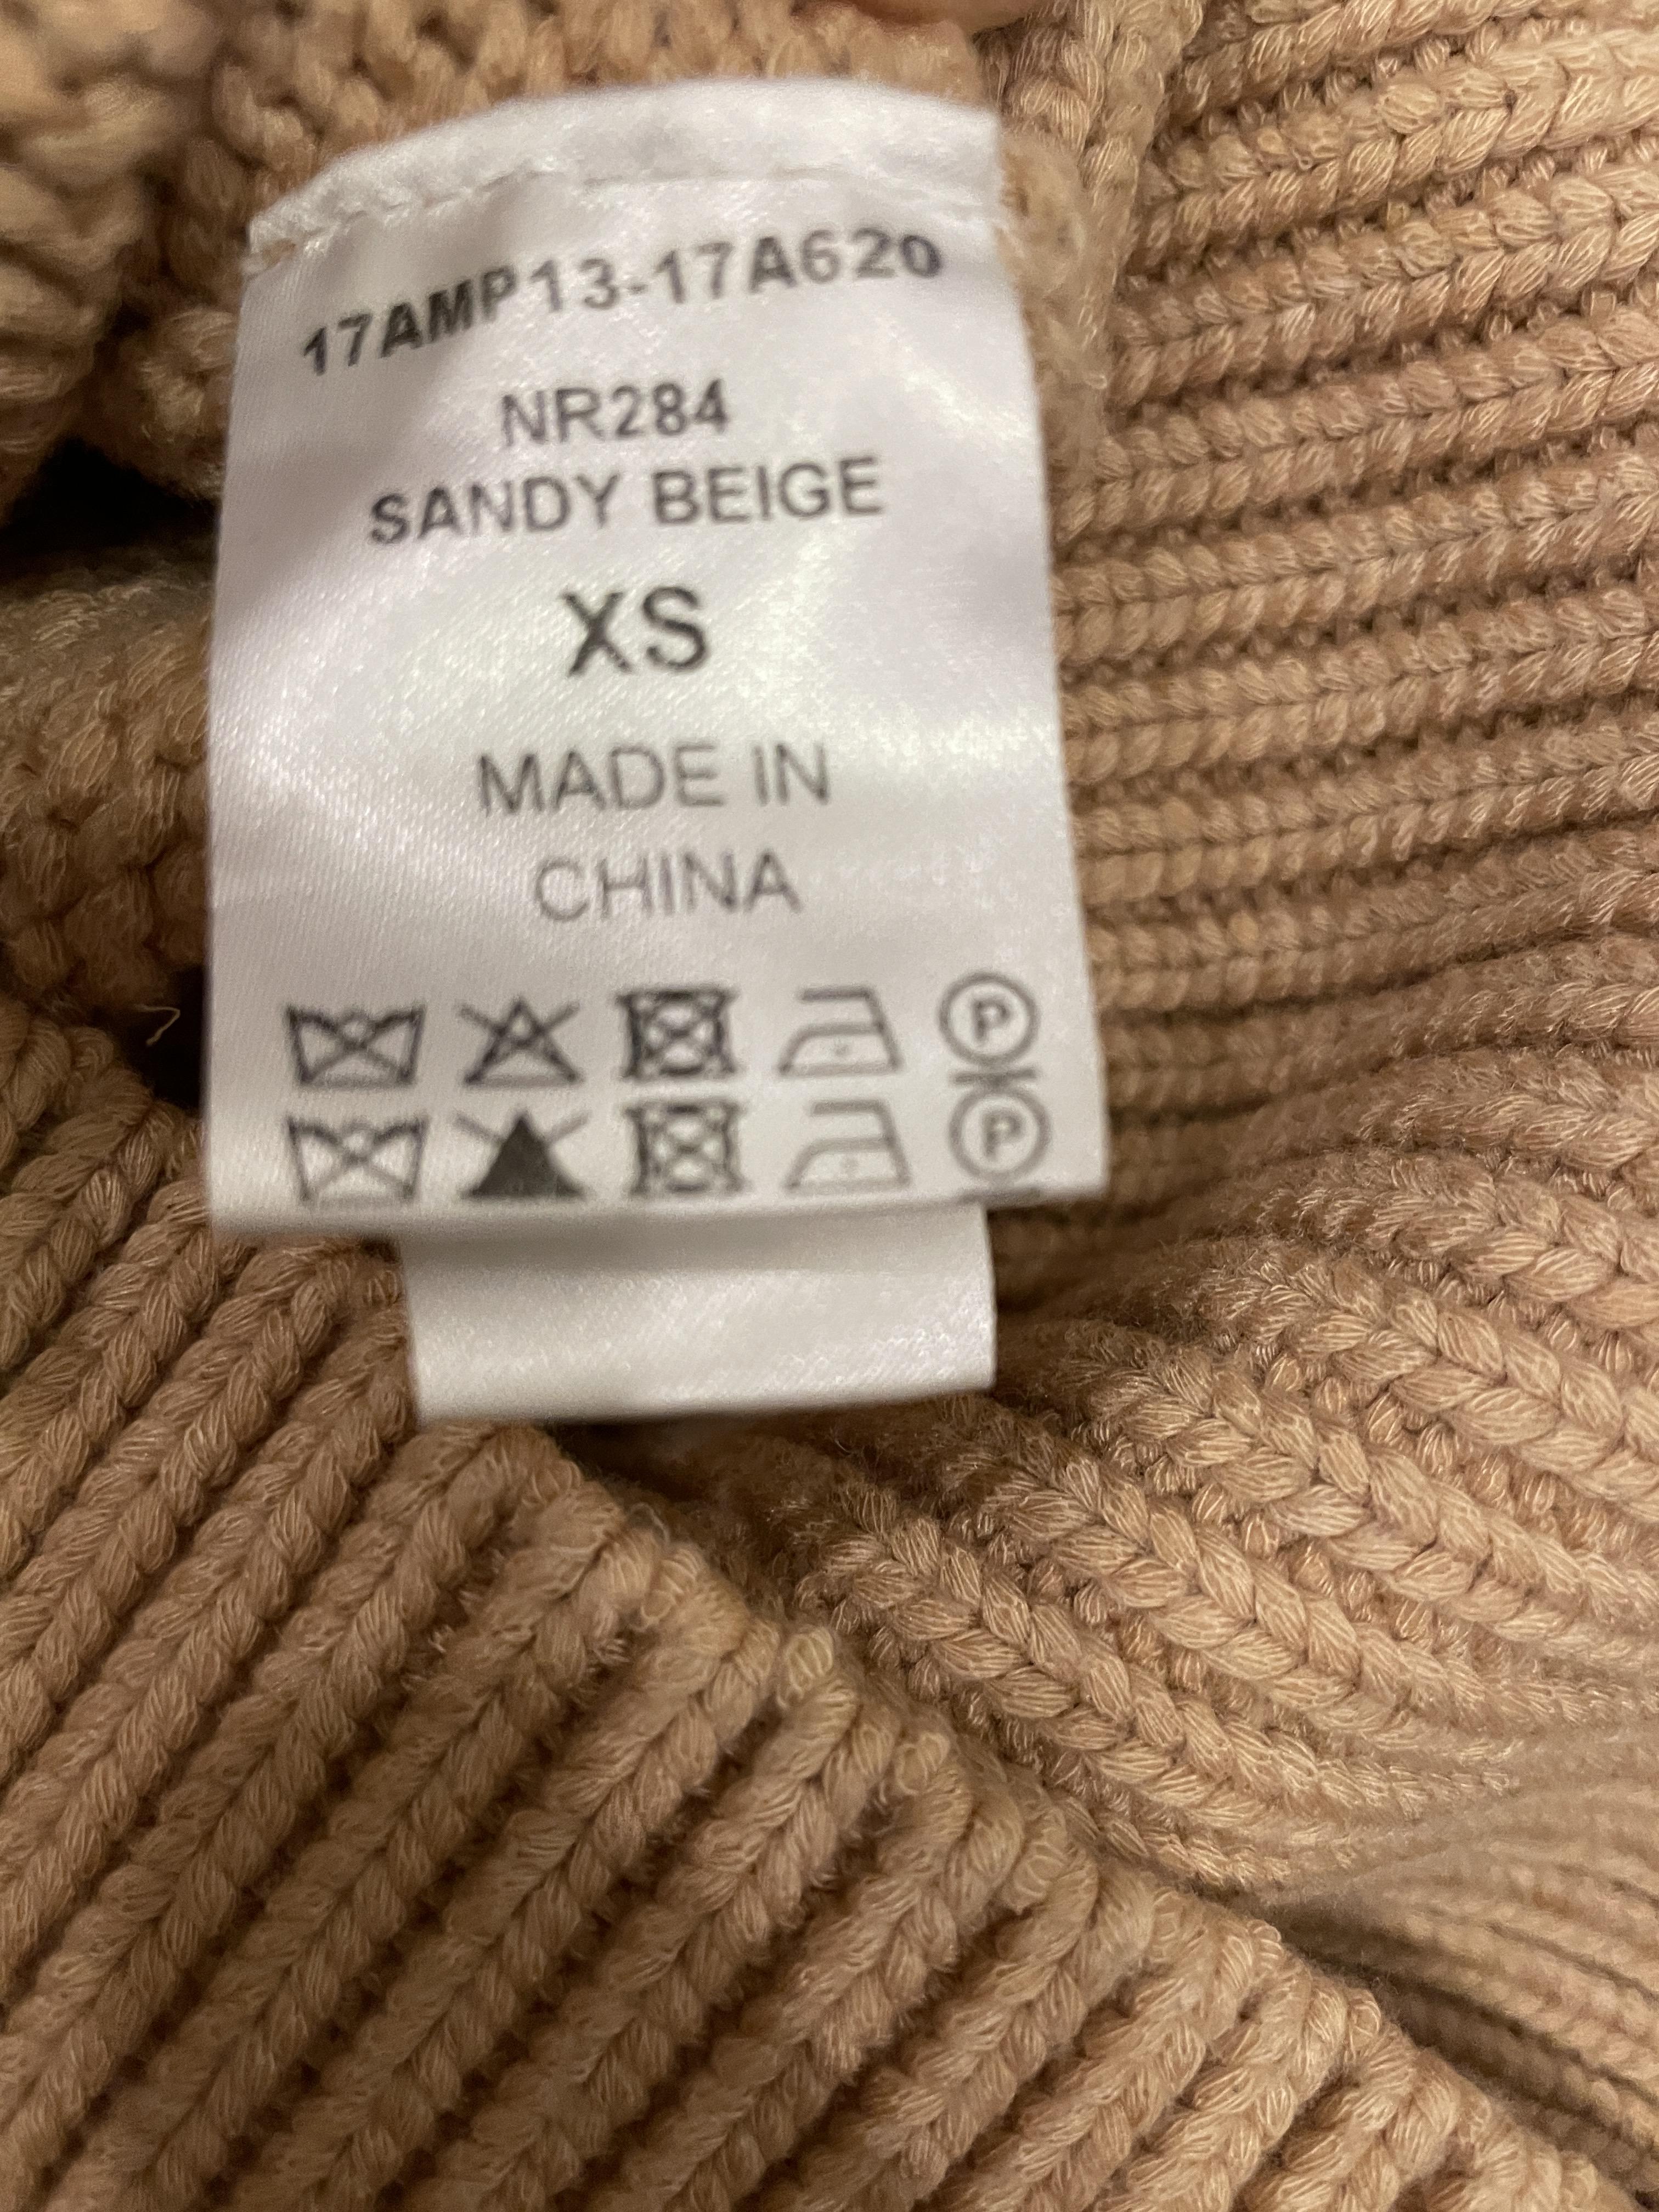 17AMP13-17A620
NR284
SANDY BEIGE
XS
MADE IN
CHINA
P
P